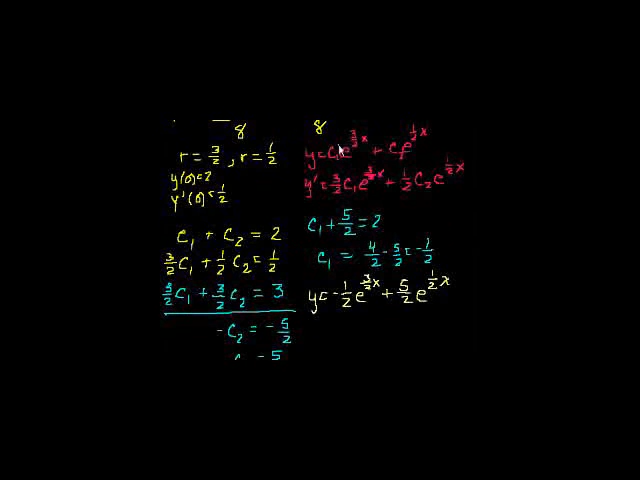 8
r = 3/2 , r = 1/2
y(0) = 2
y'(0) = 1/2
C₁ + C₂ = 2
3/2 C₁ + 1/2 C₂ = 1/2
3/2 C₁ + 3/2 C₂ = 3
-C₂ = -5/2
8
y = C₁e^(3/2 x) + C₂e^(1/2 x)
y' = 3/2 C₁e^(3/2 x) + 1/2 C₂e^(1/2 x)
C₁ + 5/2 = 2
C₁ = 4/2 - 5/2 = -1/2
y = -1/2 e^(3/2 x) + 5/2 e^(1/2 x)